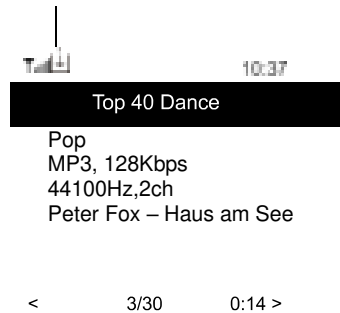 10:37
Top 40 Dance
Pop
MP3, 128Kbps
44100Hz,2ch
Peter Fox – Haus am See
< 3/30 0:14 >